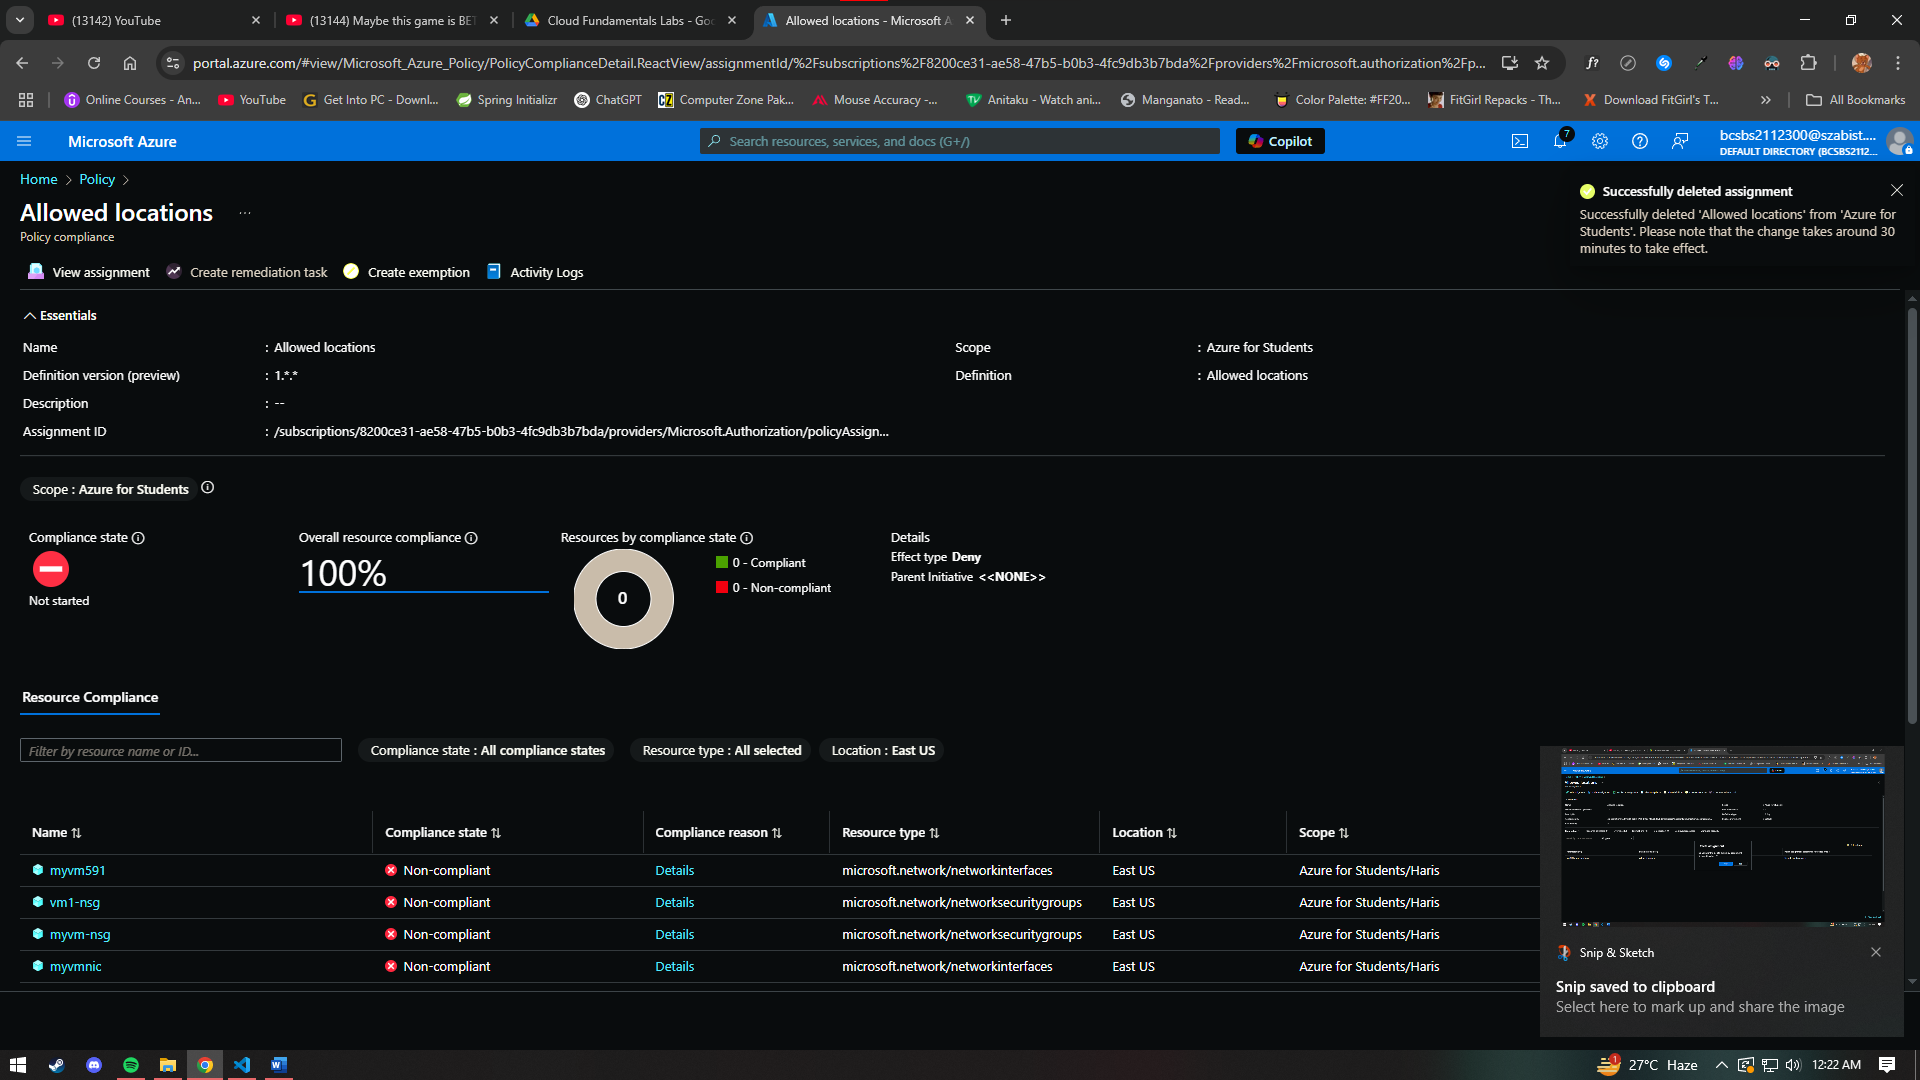 (13142) YouTube
(13144) Maybe this game is BET
Cloud Fundamentals Labs - Goo
Allowed locations - Microsoft A
portal.azure.com/#view/Microsoft_Azure_Policy/PolicyComplianceDetail.ReactView/assignmentId/%2Fsubscriptions%2F8200ce31-ae58-47b5-b0b3-4fc9db3b7bda%2Fproviders%2Fmicrosoft.authorization%2Fp...
Online Courses - An...
YouTube
Get Into PC - Downl...
Spring Initializr
ChatGPT
Computer Zone Pak...
Mouse Accuracy -...
Anitaku - Watch ani...
Manganato - Read...
Color Palette: #FF20...
FitGirl Repacks - Th...
Download FitGirl's T...
All Bookmarks
Microsoft Azure
Search resources, services, and docs (G+/)
Copilot
7
bcsbs2112300@szabist....
DEFAULT DIRECTORY (BCSBS2112...
Home > Policy >
Allowed locations ...
Policy compliance
Successfully deleted assignment
Successfully deleted 'Allowed locations' from 'Azure for
Students'. Please note that the change takes around 30
minutes to take effect.
View assignment
Create remediation task
Create exemption
Activity Logs
Essentials
Name : Allowed locations
Scope : Azure for Students
Definition version (preview) : 1.*.*
Definition : Allowed locations
Description : --
Assignment ID : /subscriptions/8200ce31-ae58-47b5-b0b3-4fc9db3b7bda/providers/Microsoft.Authorization/policyAssign...
Scope : Azure for Students
Compliance state
Not started
Overall resource compliance
100%
Resources by compliance state
0
0 - Compliant
0 - Non-compliant
Details
Effect type Deny
Parent Initiative <<NONE>>
Resource Compliance
Filter by resource name or ID...
Compliance state : All compliance states
Resource type : All selected
Location : East US
Name Compliance state Compliance reason Resource type Location Scope
myvm591 Non-compliant Details microsoft.network/networkinterfaces East US Azure for Students/Haris
vm1-nsg Non-compliant Details microsoft.network/networksecuritygroups East US Azure for Students/Haris
myvm-nsg Non-compliant Details microsoft.network/networksecuritygroups East US Azure for Students/Haris
myvmnic Non-compliant Details microsoft.network/networkinterfaces East US Azure for Students/Haris
Snip & Sketch
Snip saved to clipboard
Select here to mark up and share the image
1
27°C Haze
12:22 AM